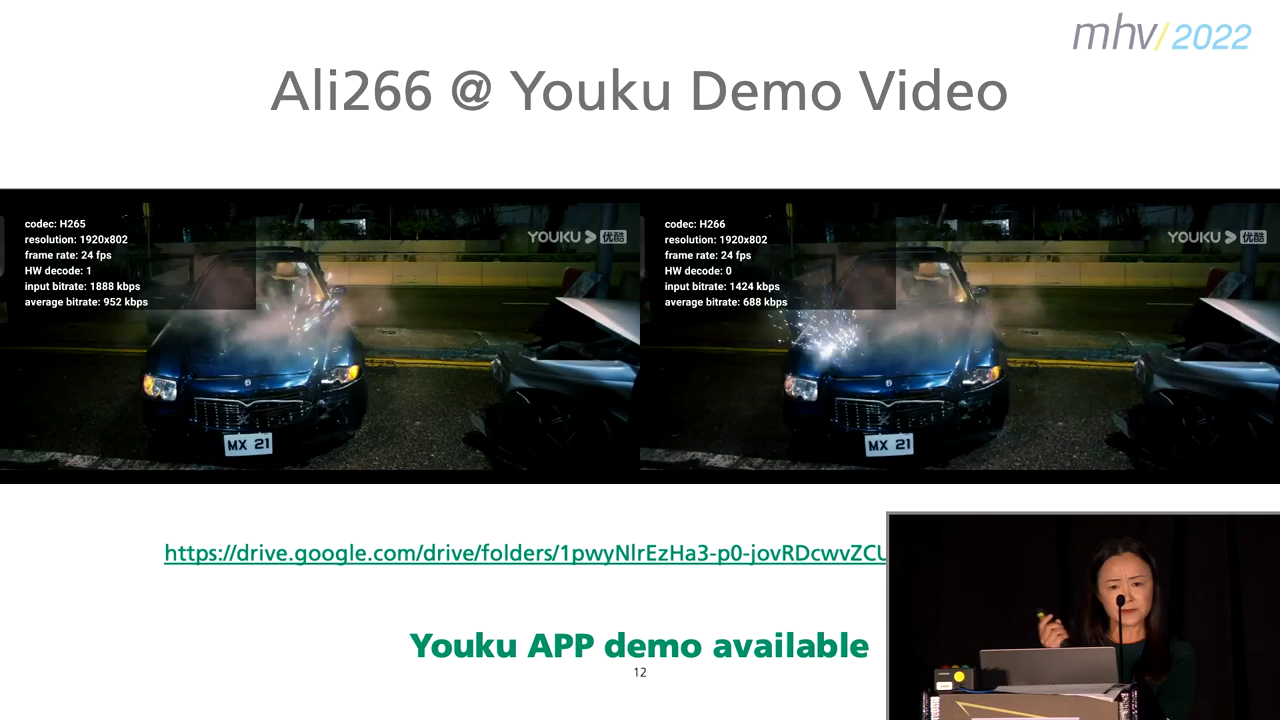 mhv/2022
Ali266 @ Youku Demo Video
codec: H265
resolution: 1920x802
frame rate: 24 fps
HW decode: 1
input bitrate: 1888 kbps
average bitrate: 952 kbps
YOUKU 优酷
MX 21
codec: H266
resolution: 1920x802
frame rate: 24 fps
HW decode: 0
input bitrate: 1424 kbps
average bitrate: 688 kbps
YOUKU 优酷
MX 21
https://drive.google.com/drive/folders/1pwyNlrEzHa3-p0-jovRDcwvZCU
Youku APP demo available
12